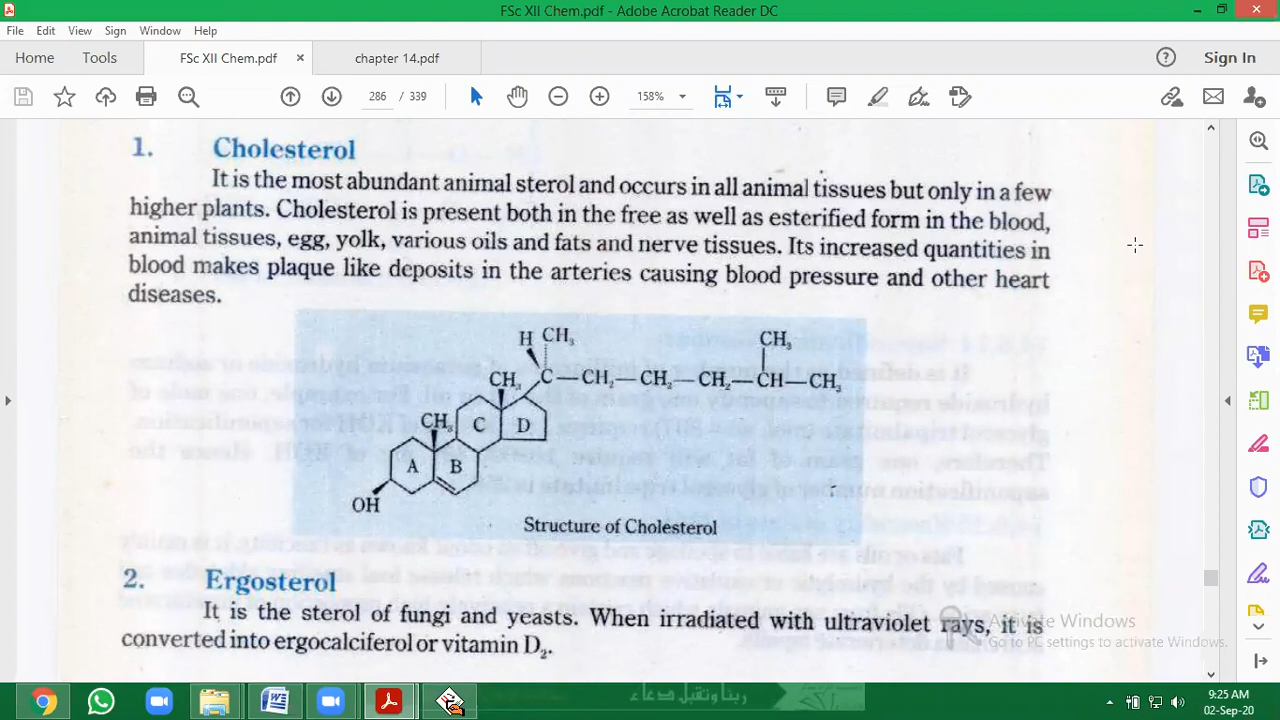 FSc XII Chem.pdf - Adobe Acrobat Reader DC
File Edit View Sign Window Help
Home Tools FSc XII Chem.pdf × chapter 14.pdf Sign In
286 / 339 158%
1. Cholesterol
It is the most abundant animal sterol and occurs in all animal tissues but only in a few
higher plants. Cholesterol is present both in the free as well as esterified form in the blood,
animal tissues, egg, yolk, various oils and fats and nerve tissues. Its increased quantities in
blood makes plaque like deposits in the arteries causing blood pressure and other heart
diseases.
H CH₃ CH₃
CH₃ C—CH₂—CH₂—CH₂—CH—CH₃
CH₃ C D
A B
OH
Structure of Cholesterol
2. Ergosterol
It is the sterol of fungi and yeasts. When irradiated with ultraviolet rays, it is
converted into ergocalciferol or vitamin D₂.
Activate Windows
Go to PC settings to activate Windows.
ربنا وتقبل دعاء
9:25 AM
02-Sep-20